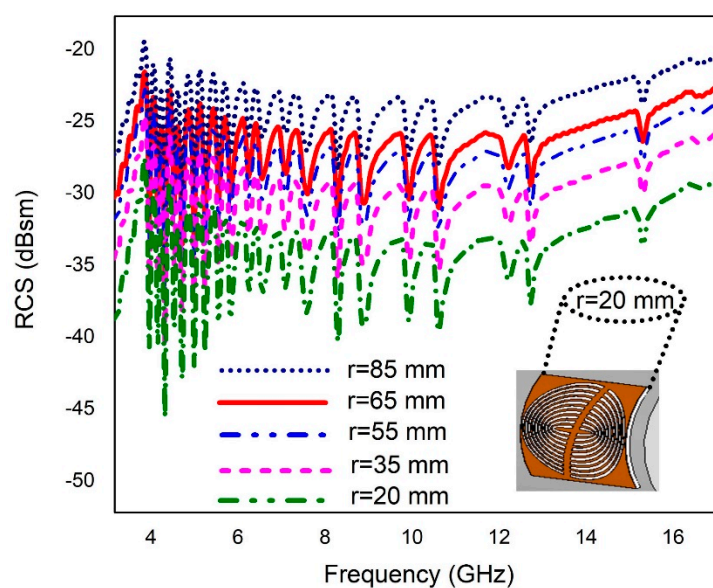 -20
-25
-30
-35
-40
-45
-50
RCS (dBsm)
r=20 mm
r=85 mm
r=65 mm
r=55 mm
r=35 mm
r=20 mm
4 6 8 10 12 14 16
Frequency (GHz)